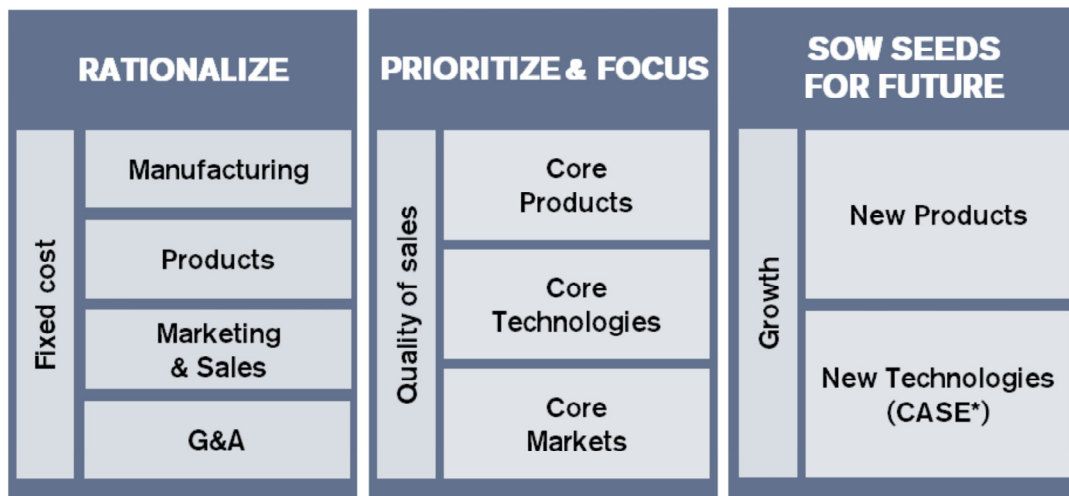 RATIONALIZE
Fixed cost
Manufacturing
Products
Marketing
& Sales
G&A
PRIORITIZE & FOCUS
Quality of sales
Core
Products
Core
Technologies
Core
Markets
SOW SEEDS
FOR FUTURE
Growth
New Products
New Technologies
(CASE*)